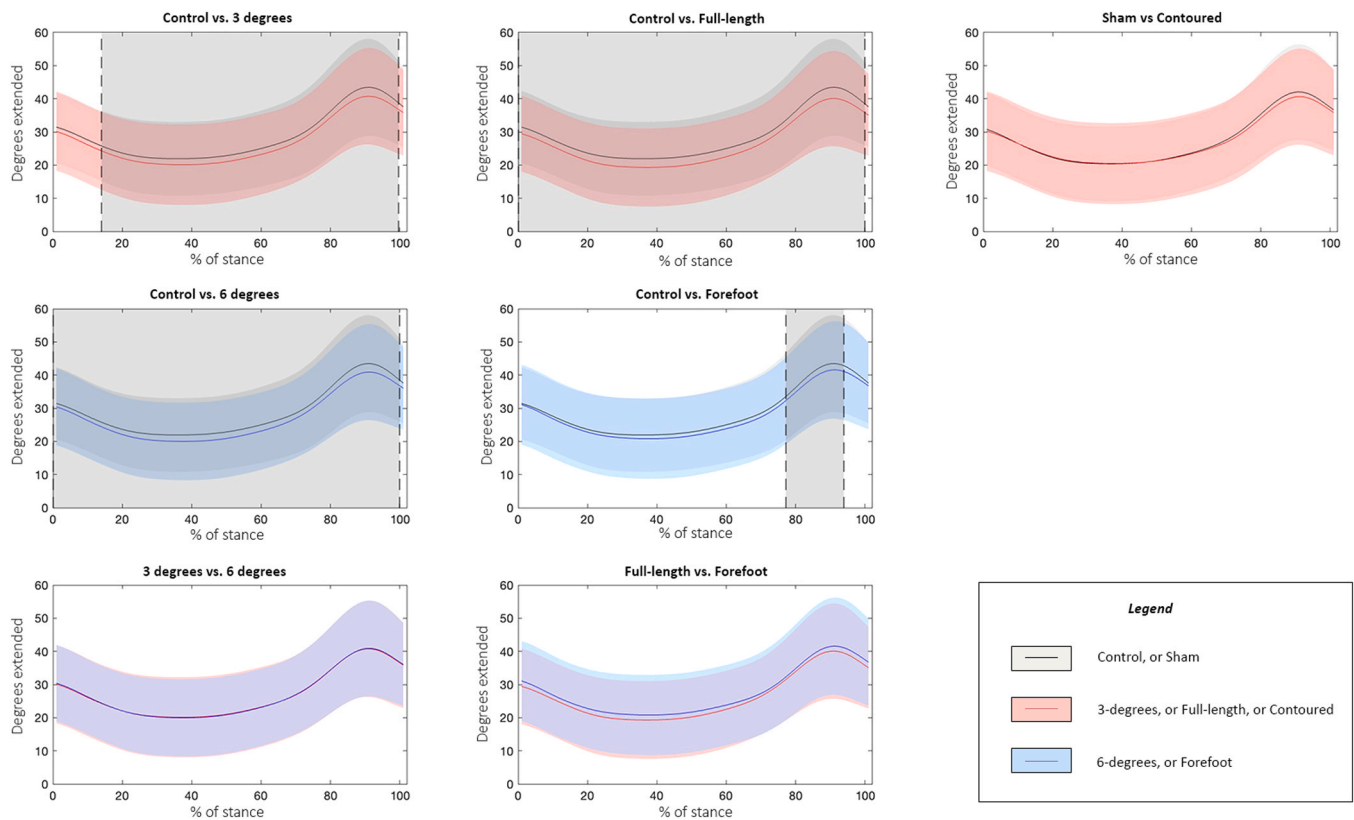 Control vs. 3 degrees
Degrees extended
60
50
40
30
20
10
0
0 20 40 60 80 100
% of stance
Control vs. Full-length
Degrees extended
60
50
40
30
20
10
0
0 20 40 60 80 100
% of stance
Sham vs Contoured
Degrees extended
60
50
40
30
20
10
0
0 20 40 60 80 100
% of stance
Control vs. 6 degrees
Degrees extended
60
50
40
30
20
10
0
0 20 40 60 80 100
% of stance
Control vs. Forefoot
Degrees extended
60
50
40
30
20
10
0
0 20 40 60 80 100
% of stance
3 degrees vs. 6 degrees
Degrees extended
60
50
40
30
20
10
0
0 20 40 60 80 100
% of stance
Full-length vs. Forefoot
Degrees extended
60
50
40
30
20
10
0
0 20 40 60 80 100
% of stance
Legend
Control, or Sham
3-degrees, or Full-length, or Contoured
6-degrees, or Forefoot